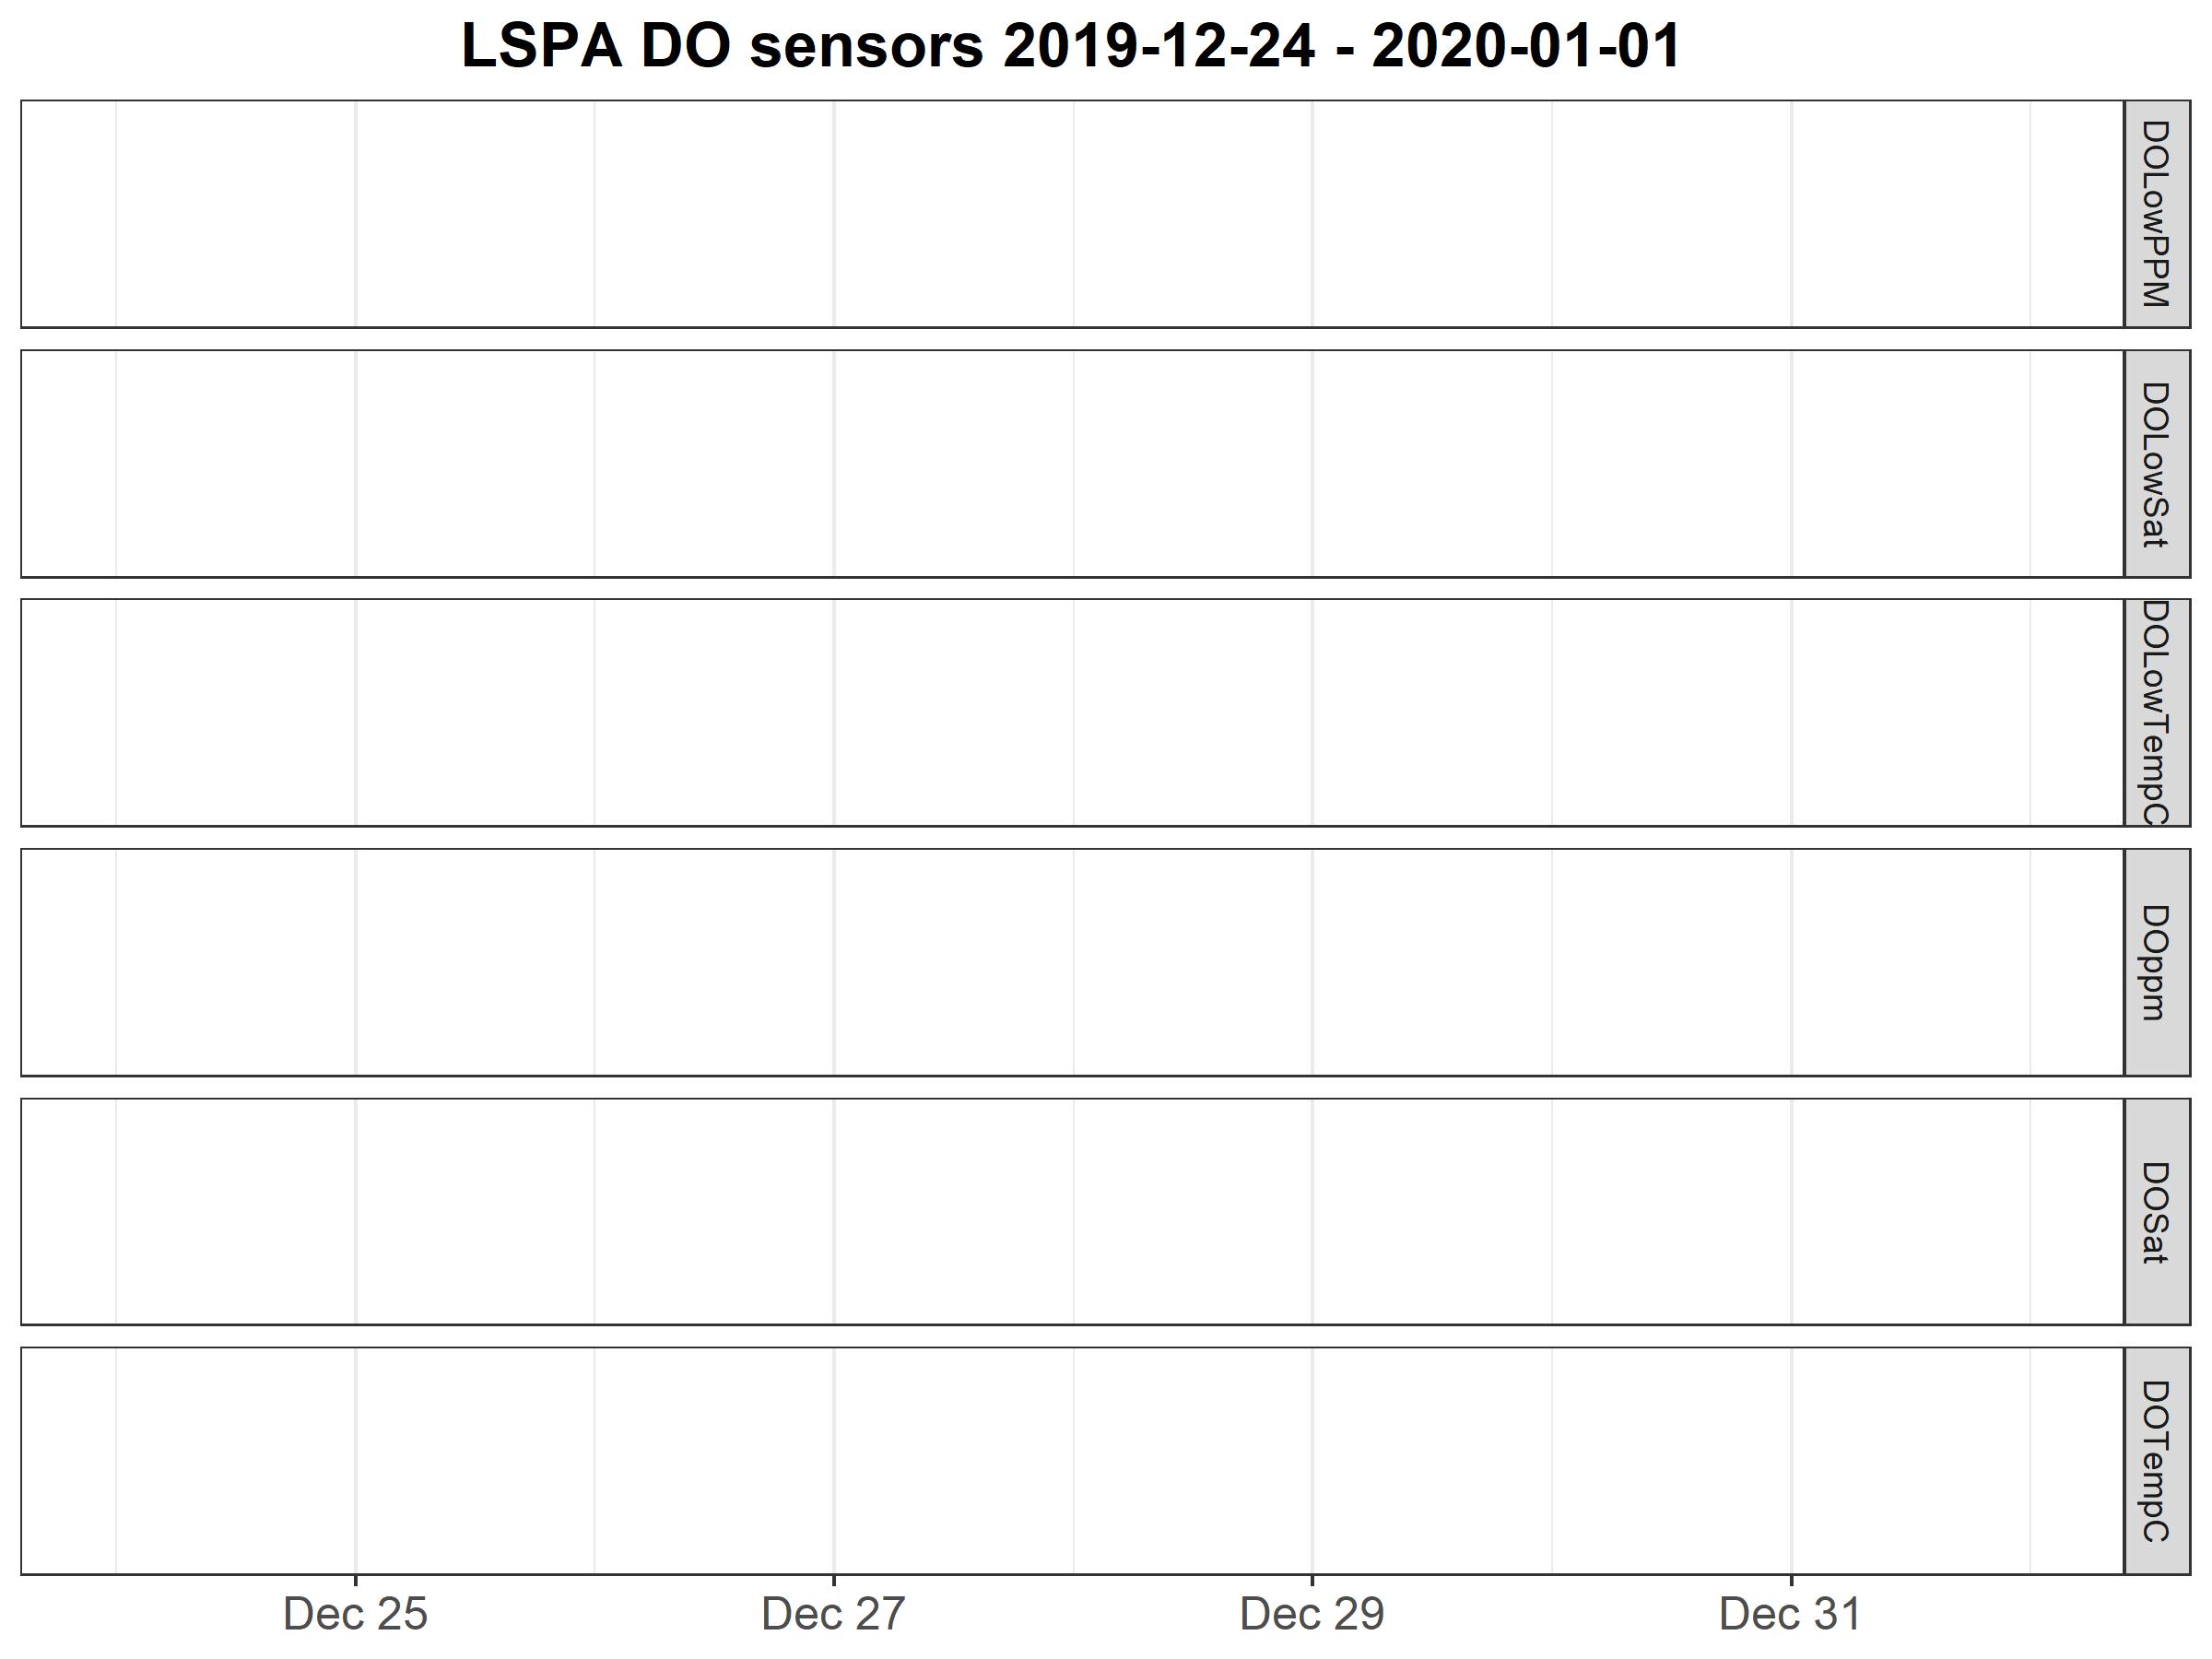 LSPA DO sensors 2019-12-24 - 2020-01-01
DOLowPPM
DOLowSat
DOLowTempC
DOppm
DOSat
DOTempC
Dec 25 Dec 27 Dec 29 Dec 31